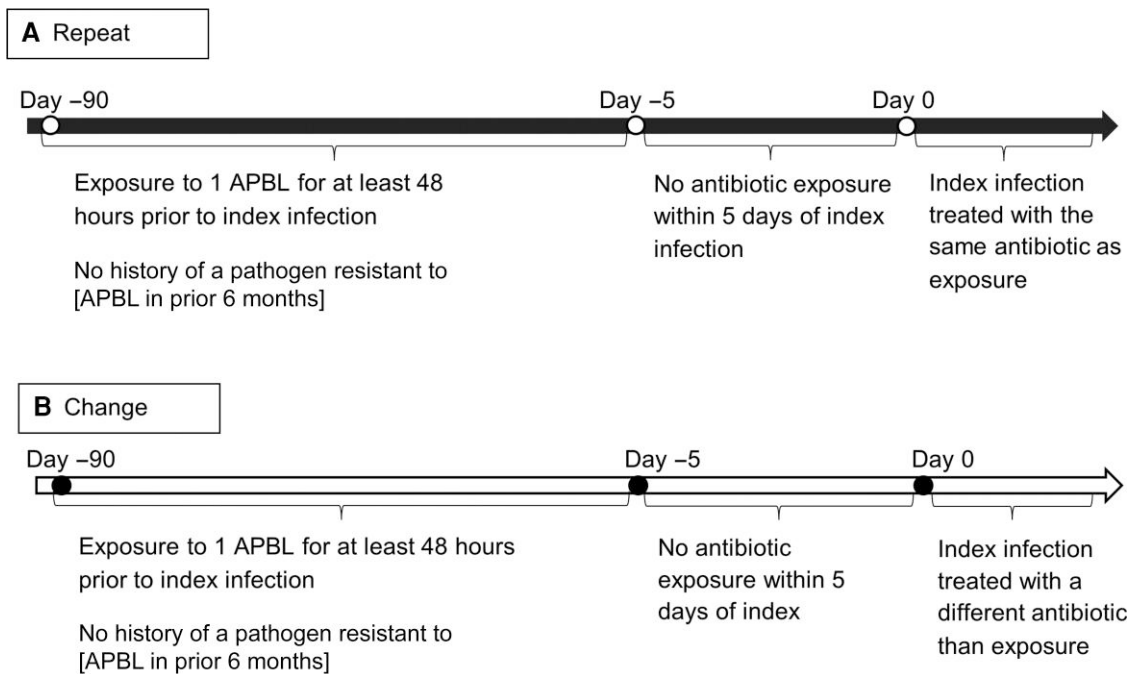 A Repeat
Day –90
Day –5
Day 0
Exposure to 1 APBL for at least 48
hours prior to index infection
No history of a pathogen resistant to
[APBL in prior 6 months]
No antibiotic exposure
within 5 days of index
infection
Index infection
treated with the
same antibiotic as
exposure
B Change
Day –90
Day –5
Day 0
Exposure to 1 APBL for at least 48 hours
prior to index infection
No history of a pathogen resistant to
[APBL in prior 6 months]
No antibiotic
exposure within 5
days of index
Index infection
treated with a
different antibiotic
than exposure